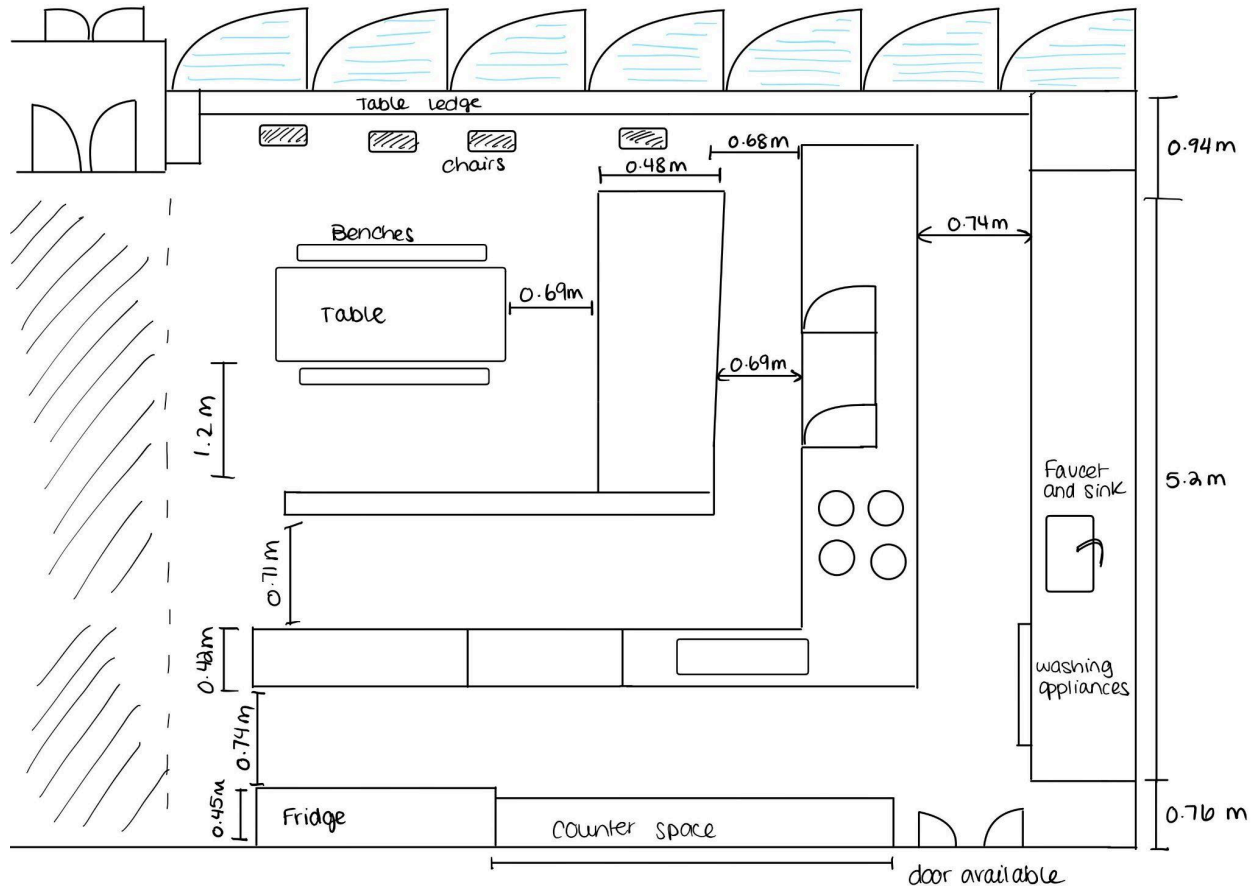 Table ledge
chairs
0.68m
0.48m
0.94m
Benches
0.74m
0.69m
Table
0.69m
1.2m
Faucet
and sink
5.2m
0.71m
0.42m
washing
appliances
0.74m
0.45m
Fridge
counter space
0.76 m
door available